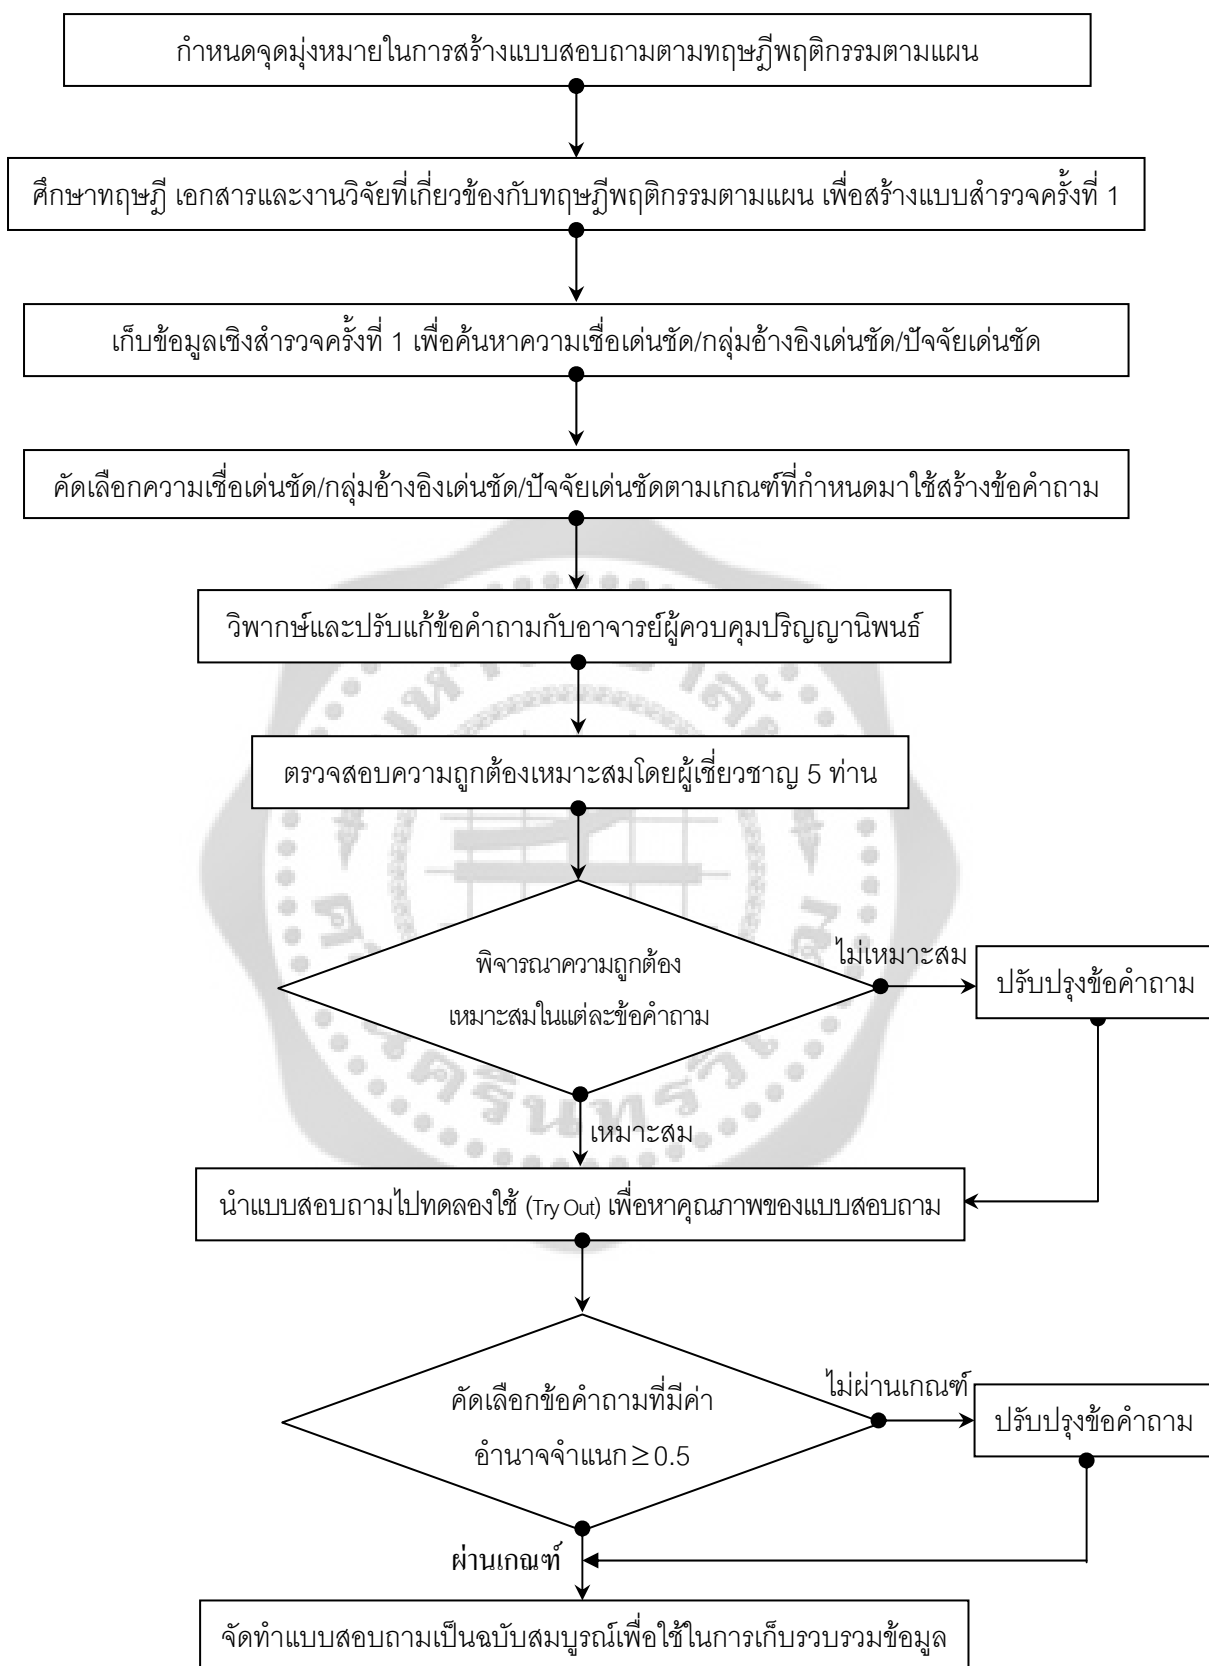 กำหนดจุดมุ่งหมายในการสร้างแบบสอบถามตามทฤษฎีพฤติกรรมตามแผน
ศึกษาทฤษฎี เอกสารและงานวิจัยที่เกี่ยวข้องกับทฤษฎีพฤติกรรมตามแผน เพื่อสร้างแบบสำรวจครั้งที่ 1
เก็บข้อมูลเชิงสำรวจครั้งที่ 1 เพื่อค้นหาความเชื่อเด่นชัด/กลุ่มอ้างอิงเด่นชัด/ปัจจัยเด่นชัด
คัดเลือกความเชื่อเด่นชัด/กลุ่มอ้างอิงเด่นชัด/ปัจจัยเด่นชัดตามเกณฑ์ที่กำหนดมาใช้สร้างข้อคำถาม
วิพากษ์และปรับแก้ข้อคำถามกับอาจารย์ผู้ควบคุมปริญญานิพนธ์
ตรวจสอบความถูกต้องเหมาะสมโดยผู้เชี่ยวชาญ 5 ท่าน
พิจารณาความถูกต้อง
เหมาะสมในแต่ละข้อคำถาม
ไม่เหมาะสม
ปรับปรุงข้อคำถาม
เหมาะสม
นำแบบสอบถามไปทดลองใช้ (Try Out) เพื่อหาคุณภาพของแบบสอบถาม
คัดเลือกข้อคำถามที่มีค่า
อำนาจจำแนก ≥ 0.5
ไม่ผ่านเกณฑ์
ปรับปรุงข้อคำถาม
ผ่านเกณฑ์
จัดทำแบบสอบถามเป็นฉบับสมบูรณ์เพื่อใช้ในการเก็บรวบรวมข้อมูล